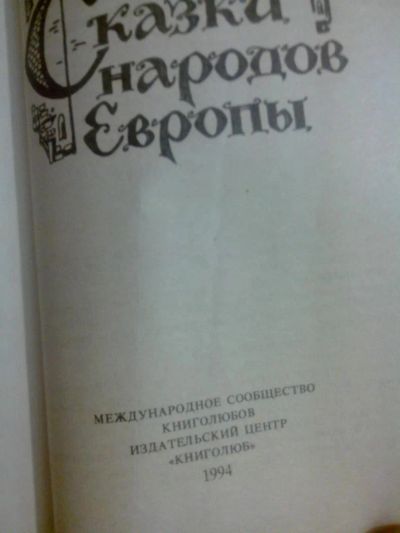 Сказки
народов
Европы
МЕЖДУНАРОДНОЕ СООБЩЕСТВО
КНИГОЛЮБОВ
ИЗДАТЕЛЬСКИЙ ЦЕНТР
«КНИГОЛЮБ»
1994